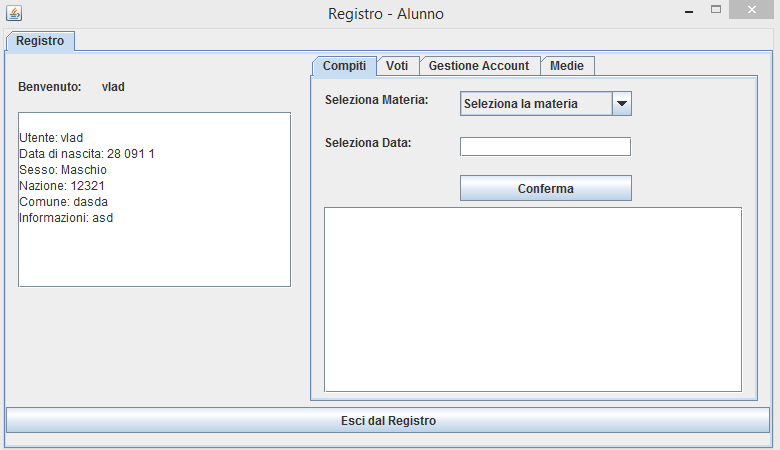 Registro - Alunno
Registro
Benvenuto: vlad
Utente: vlad
Data di nascita: 28 091 1
Sesso: Maschio
Nazione: 12321
Comune: dasda
Informazioni: asd
Compiti Voti Gestione Account Medie
Seleziona Materia: Seleziona la materia
Seleziona Data:
Conferma
Esci dal Registro